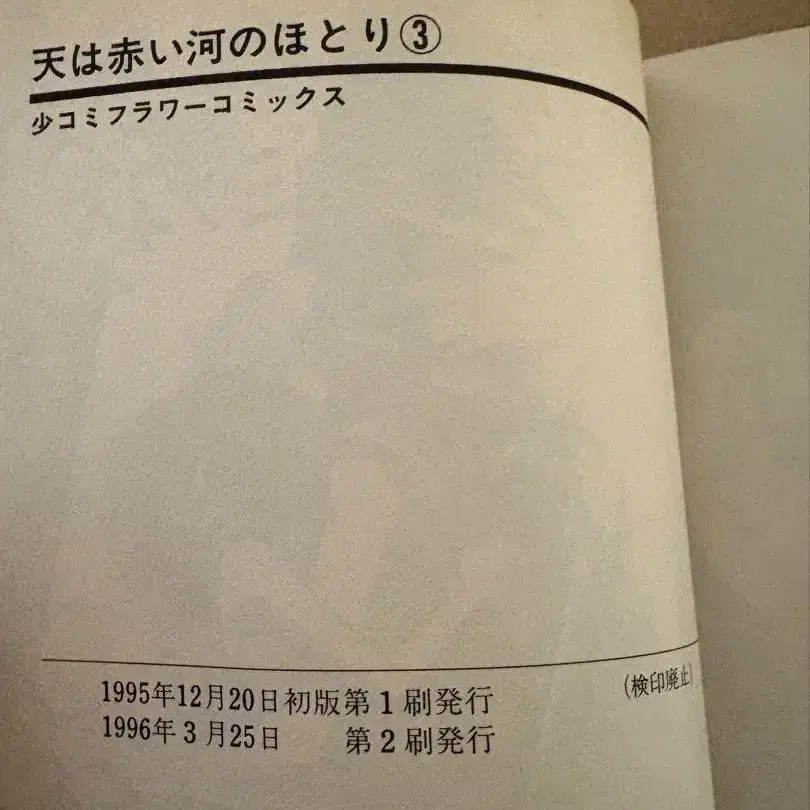 天は赤い河のほとり③
少コミフラワーコミックス
1995年12月20日初版第1刷発行
(検印廃止)
1996年3月25日 第2刷発行